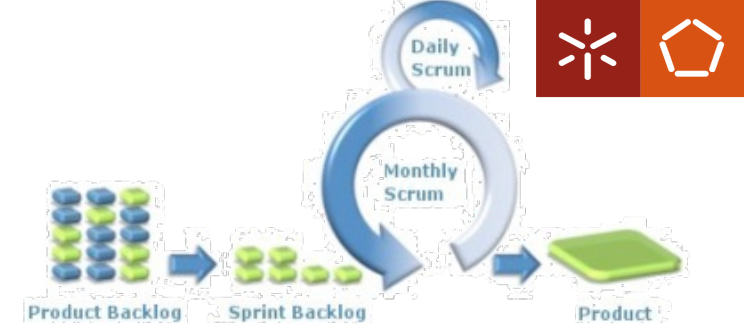 Daily
Scrum
Monthly
Scrum
Product Backlog
Sprint Backlog
Product